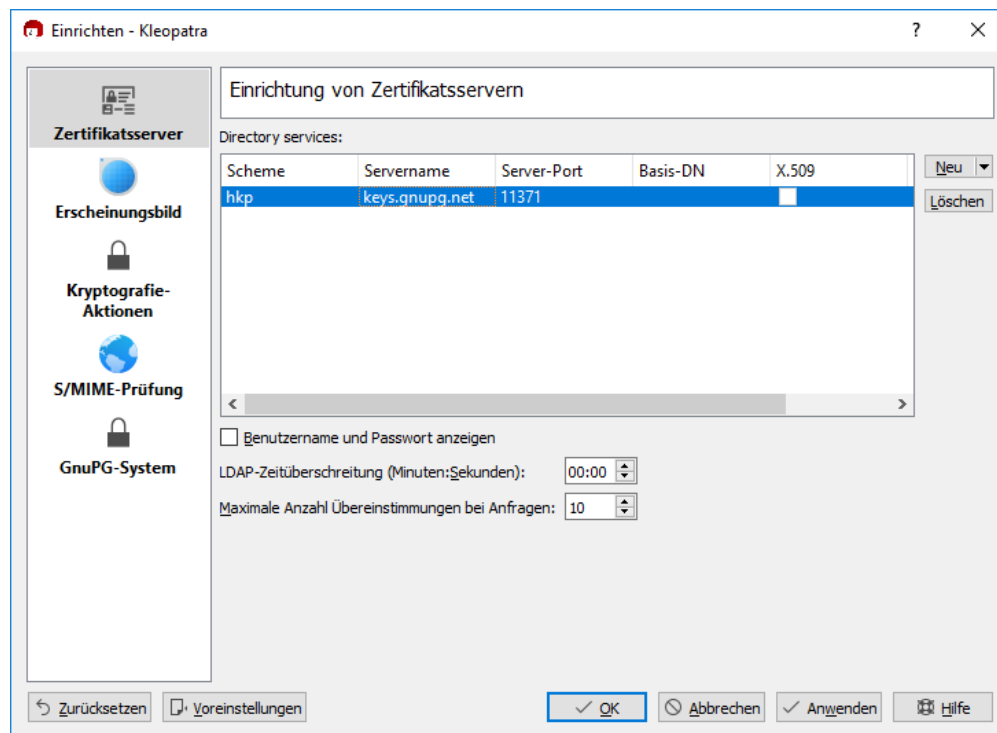 Einrichten - Kleopatra
?
Zertifikatsserver
Erscheinungsbild
Kryptografie-
Aktionen
S/MIME-Prüfung
GnuPG-System
Einrichtung von Zertifikatsservern
Directory services:
Scheme Servername Server-Port Basis-DN X.509
hkp keys.gnupg.net 11371
Neu
Löschen
Benutzername und Passwort anzeigen
LDAP-Zeitüberschreitung (Minuten:Sekunden): 00:00
Maximale Anzahl Übereinstimmungen bei Anfragen: 10
Zurücksetzen Voreinstellungen OK Abbrechen Anwenden Hilfe